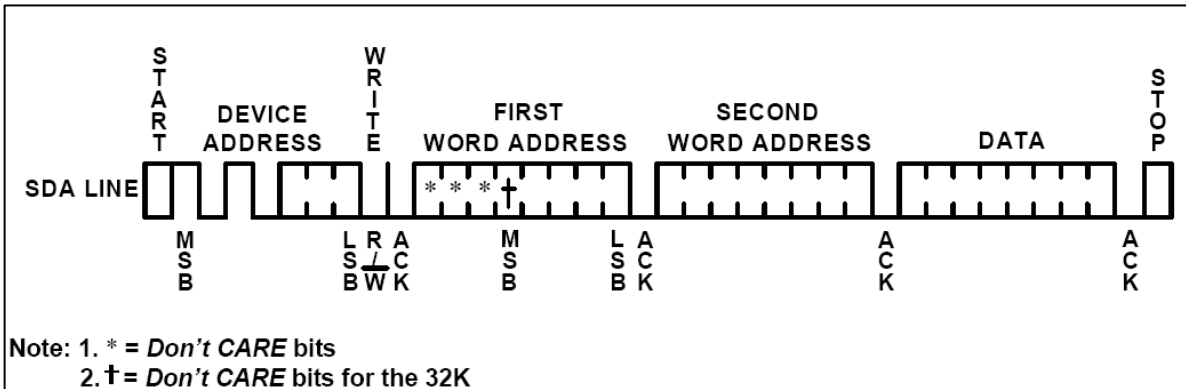 START
WRITE
STOP
DEVICE
ADDRESS
FIRST
WORD ADDRESS
SECOND
WORD ADDRESS
DATA
SDA LINE
* * * †
MSB
LSB
R/W
ACK
MSB
LSB
ACK
ACK
ACK
Note: 1. * = Don't CARE bits
2. † = Don't CARE bits for the 32K